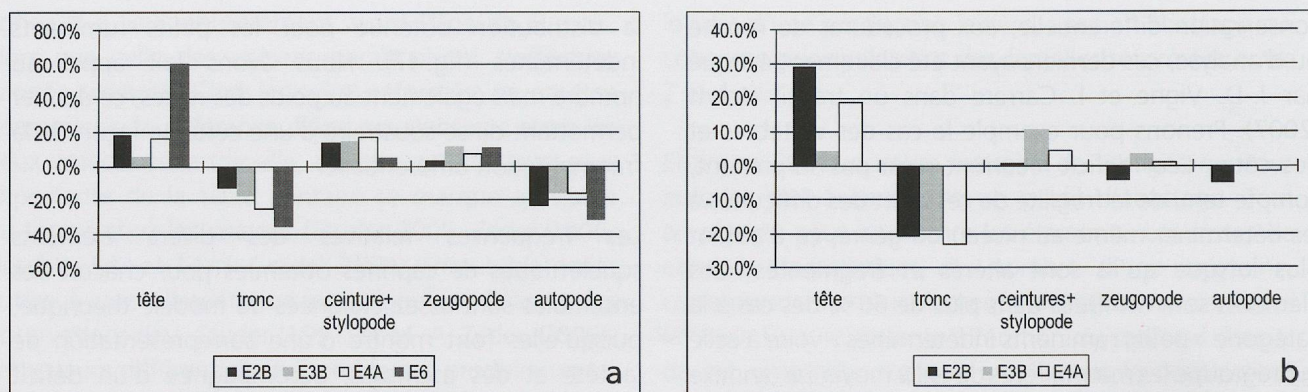 80.0%
60.0%
40.0%
20.0%
0.0%
-20.0%
-40.0%
-60.0%
tête tronc ceinture+ zeugopode autopode
stylopode
E2B E3B E4A E6
a
40.0%
30.0%
20.0%
10.0%
0.0%
-10.0%
-20.0%
-30.0%
tête tronc ceintures+ zeugopode autopode
stylopode
E2B E3B E4A
b